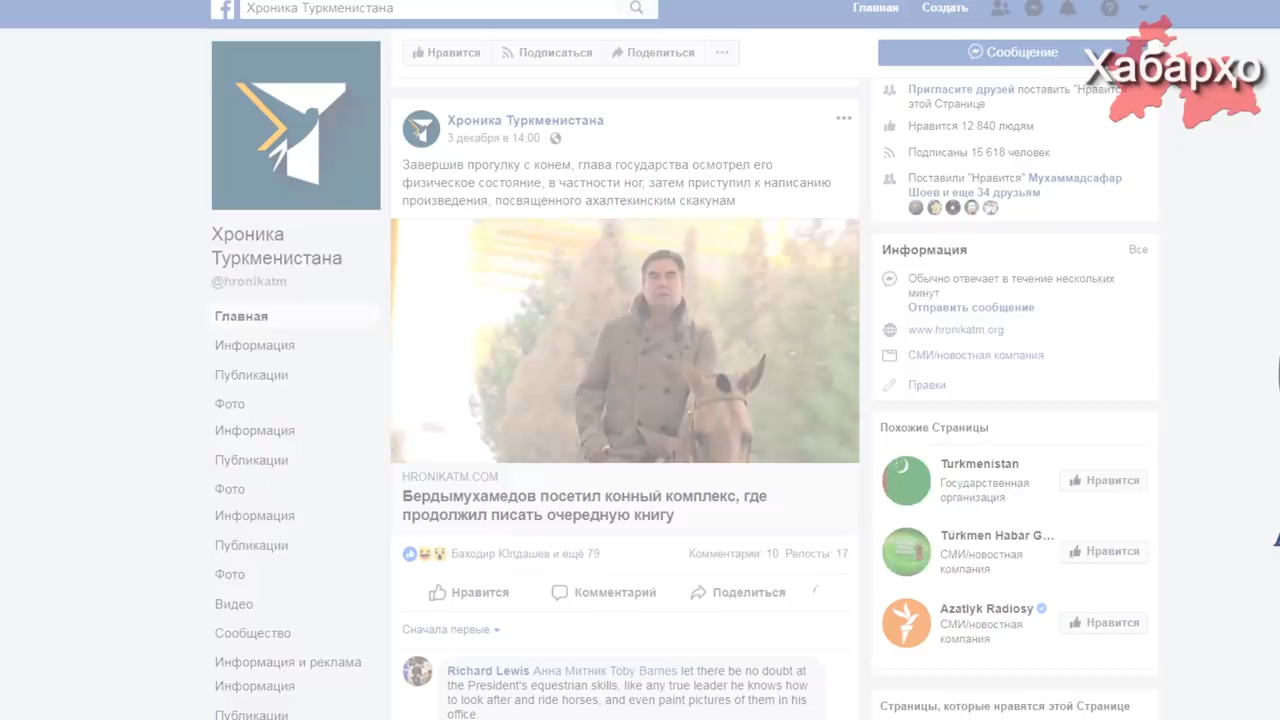 Хроника Туркменистана
Главная
Создать
Нравится
Подписаться
Поделиться
Сообщение
Хабарҳо
Хроника
Туркменистана
@hronikatm
Главная
Информация
Публикации
Фото
Информация
Публикации
Фото
Информация
Публикации
Фото
Видео
Сообщество
Информация и реклама
Информация
Публикации
Хроника Туркменистана
3 декабря в 14:00
Завершив прогулку с конем, глава государства осмотрел его
физическое состояние, в частности ног, затем приступил к написанию
произведения, посвященного ахалтекинским скакунам
HRONIKATM.COM
Бердымухамедов посетил конный комплекс, где
продолжил писать очередную книгу
Баходир Юлдашев и ещё 79
Комментарии: 10 Репосты: 17
Нравится
Комментарий
Поделиться
Сначала первые
Richard Lewis Анна Митник Toby Barnes let there be no doubt at
the President's equestrian skills, like any true leader he knows how
to look after and ride horses, and even paint pictures of them in his
office.
Пригласите друзей поставить "Нравится"
этой Странице
Нравится 12 840 людям
Подписаны 15 618 человек
Поставили "Нравится" Мухаммадсафар
Шоев и еще 34 друзьям
Информация
Все
Обычно отвечает в течение нескольких
минут
Отправить сообщение
www.hronikatm.org
СМИ/новостная компания
Правки
Похожие Страницы
Turkmenistan
Государственная
организация
Нравится
Türkmen Habar G...
СМИ/новостная
компания
Нравится
Azatlyk Radiosy
СМИ/новостная
компания
Нравится
Страницы, которые нравятся этой Странице